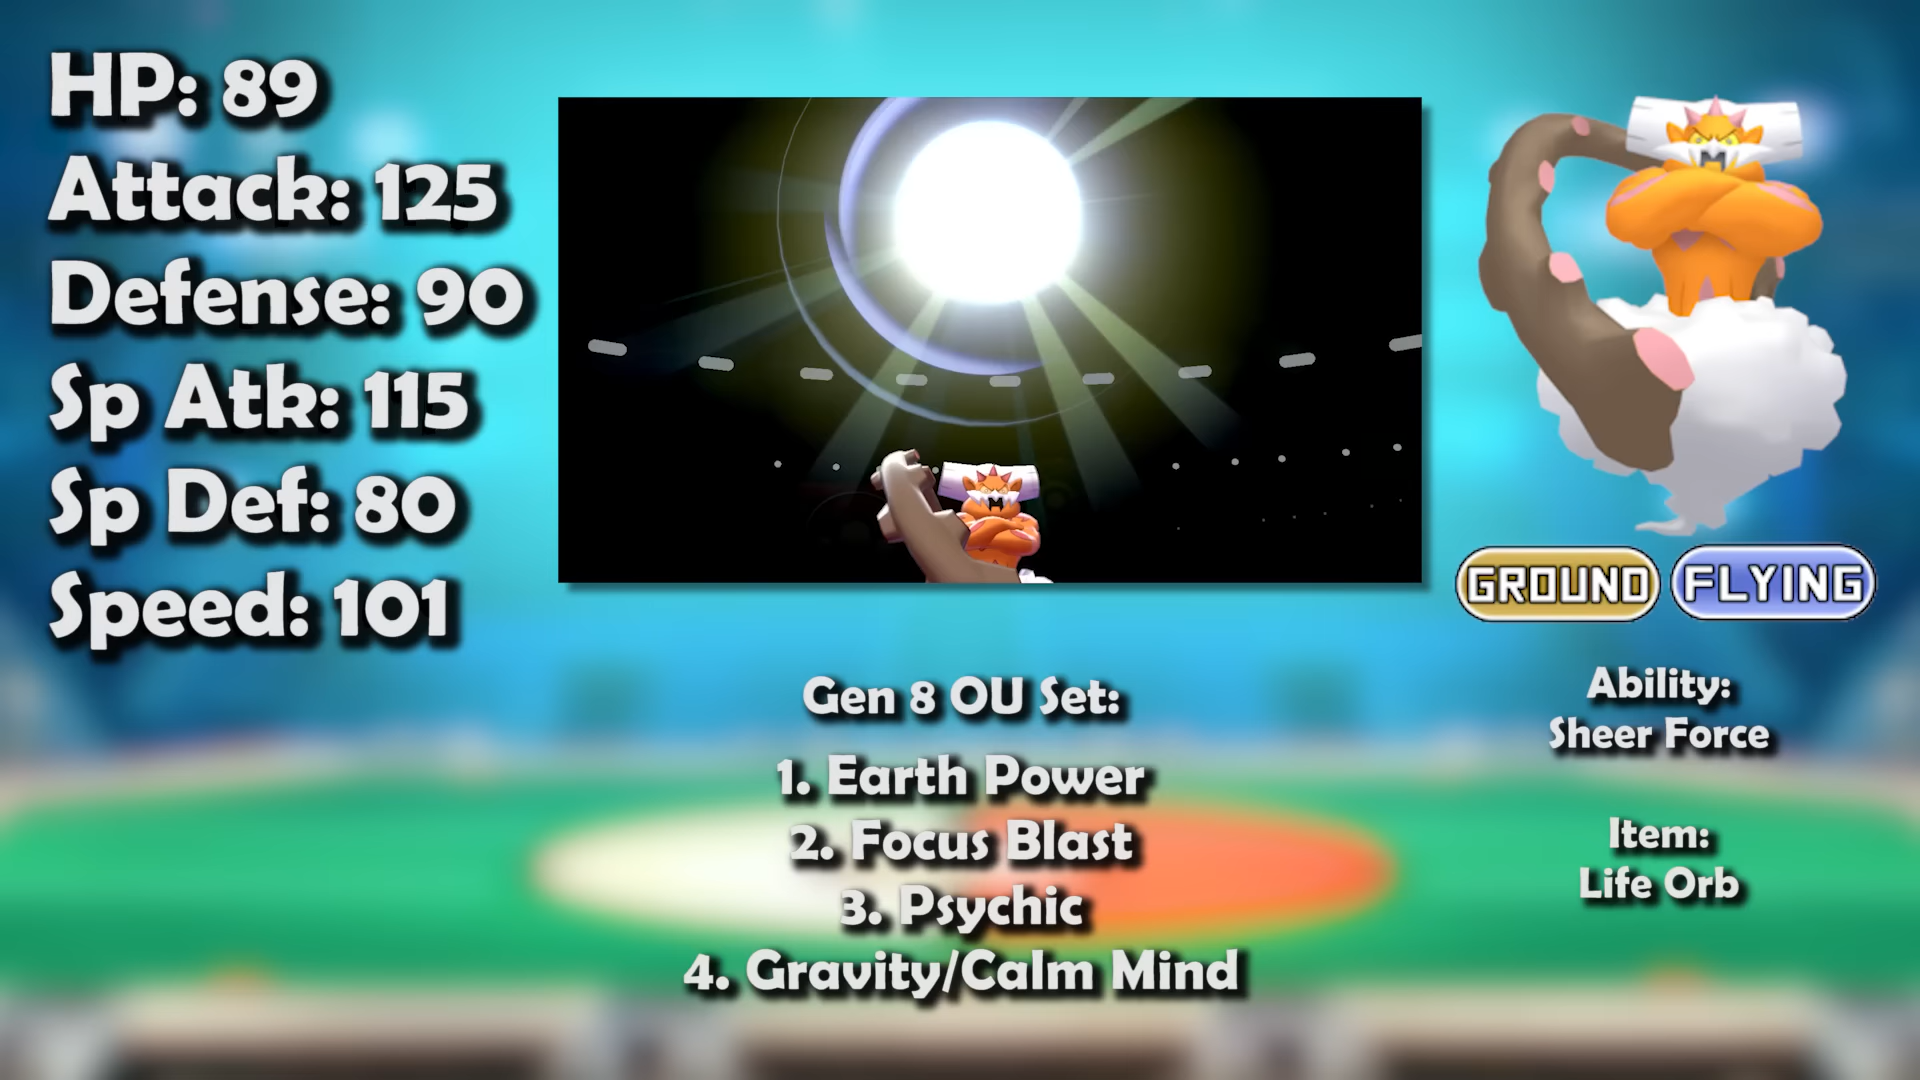 HP: 89
Attack: 125
Defense: 90
Sp Atk: 115
Sp Def: 80
Speed: 101
GROUND FLYING
Gen 8 OU Set:
1. Earth Power
2. Focus Blast
3. Psychic
4. Gravity/Calm Mind
Ability:
Sheer Force
Item:
Life Orb